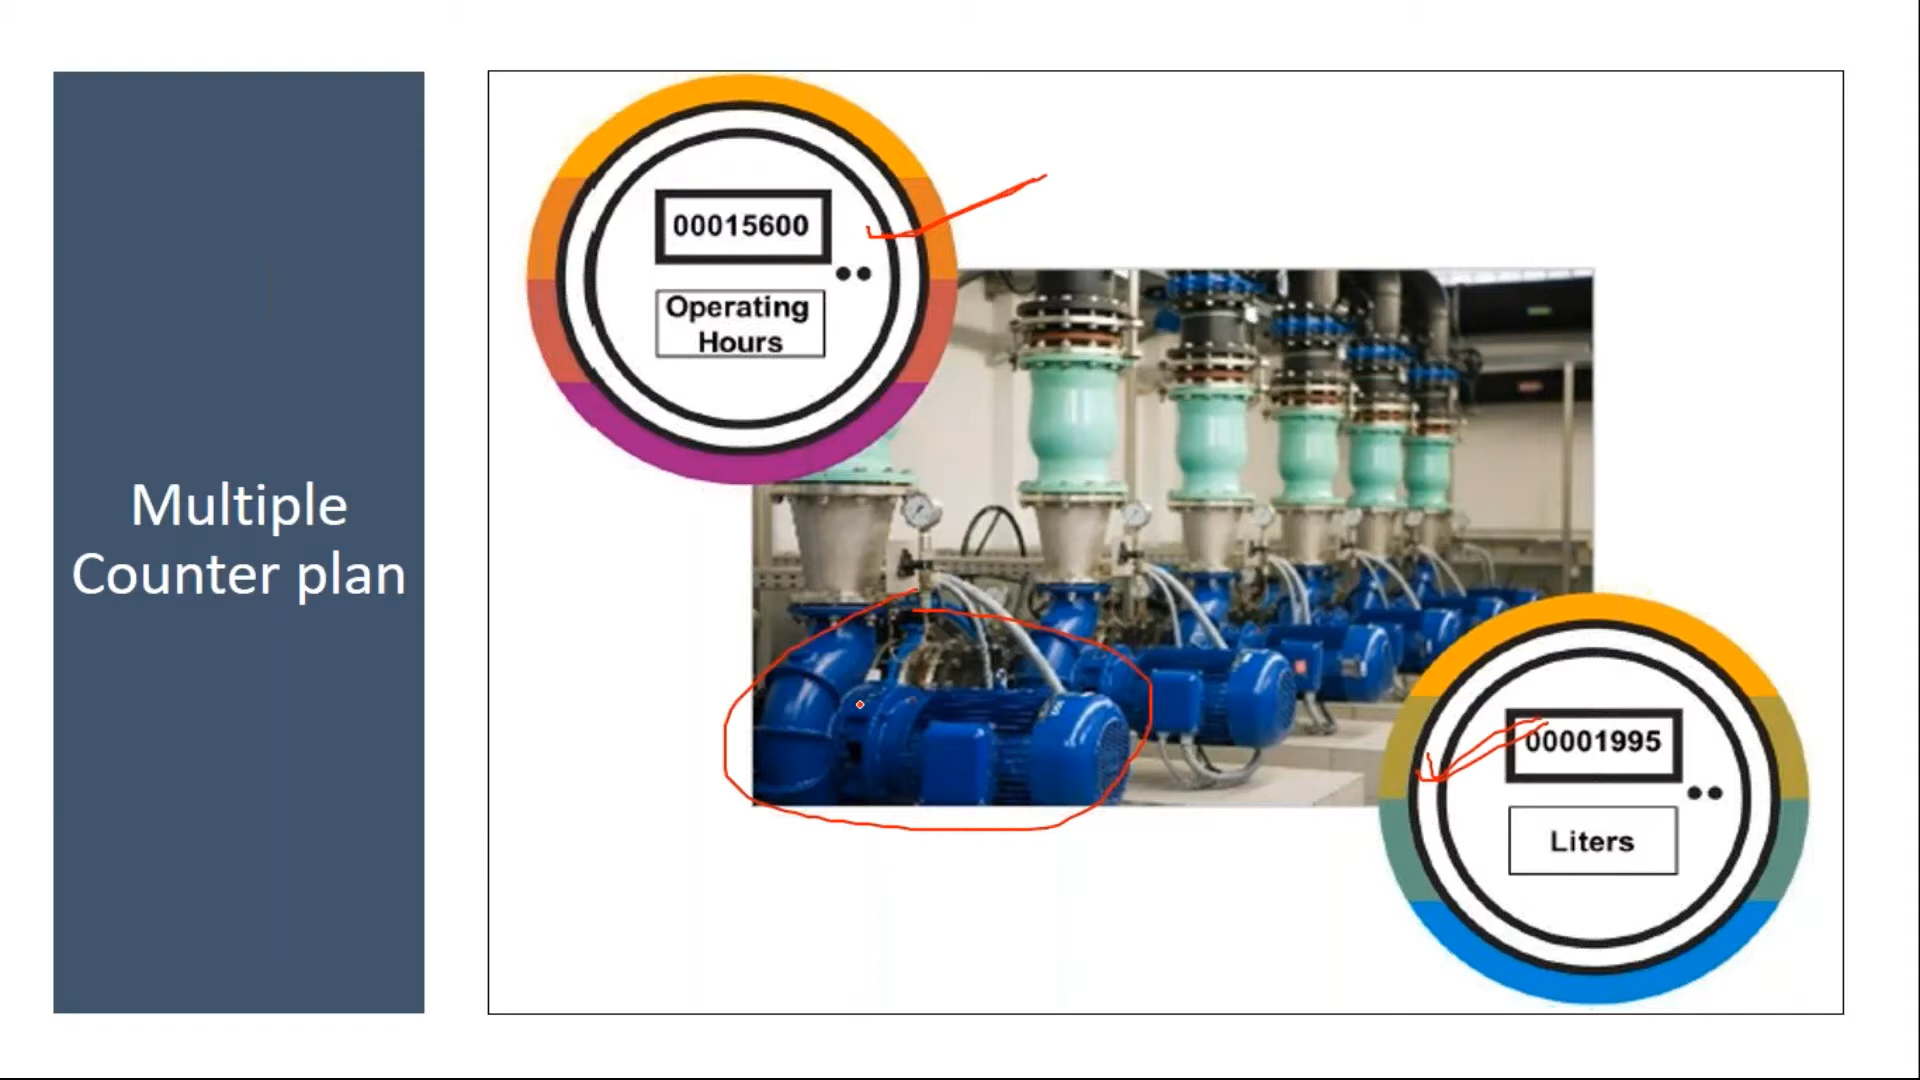 Multiple
Counter plan
00015600
Operating
Hours
00001995
Liters